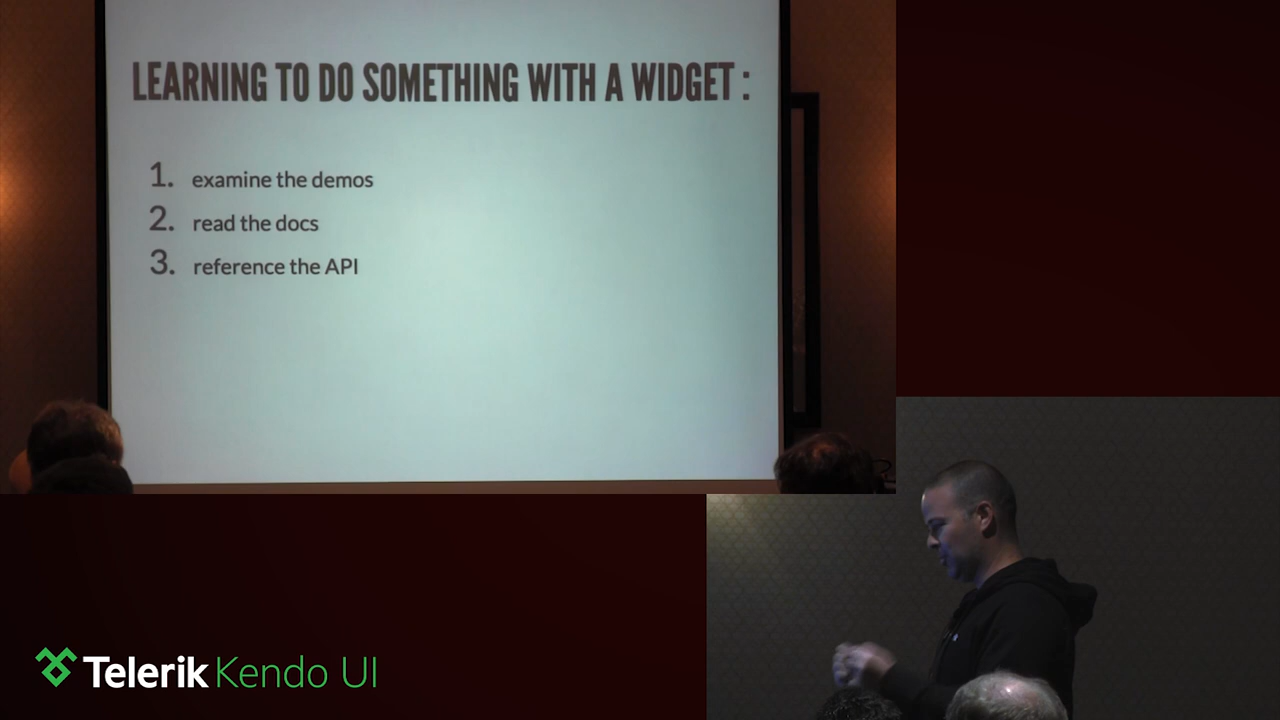 LEARNING TO DO SOMETHING WITH A WIDGET :
1. examine the demos
2. read the docs
3. reference the API
Telerik Kendo UI